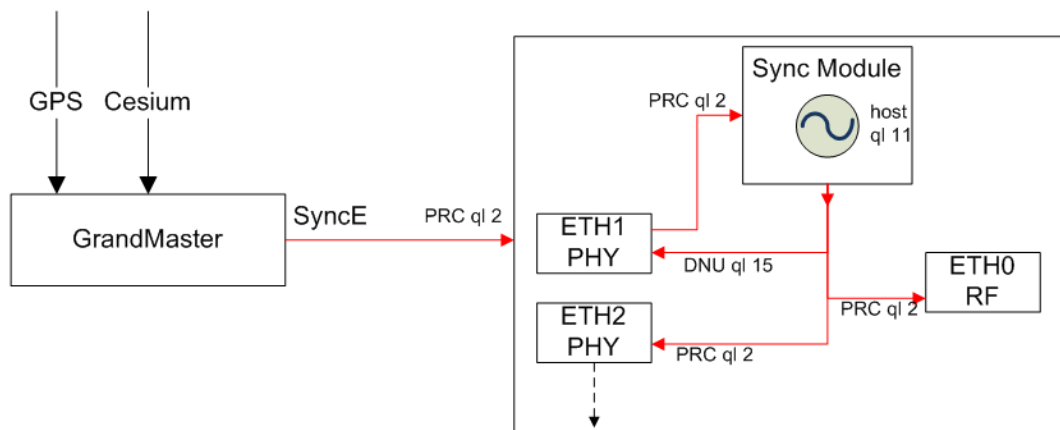 GPS
Cesium
GrandMaster
SyncE
PRC ql 2
Sync Module
host
ql 11
PRC ql 2
ETH1
PHY
DNU ql 15
ETH0
RF
PRC ql 2
ETH2
PHY
PRC ql 2